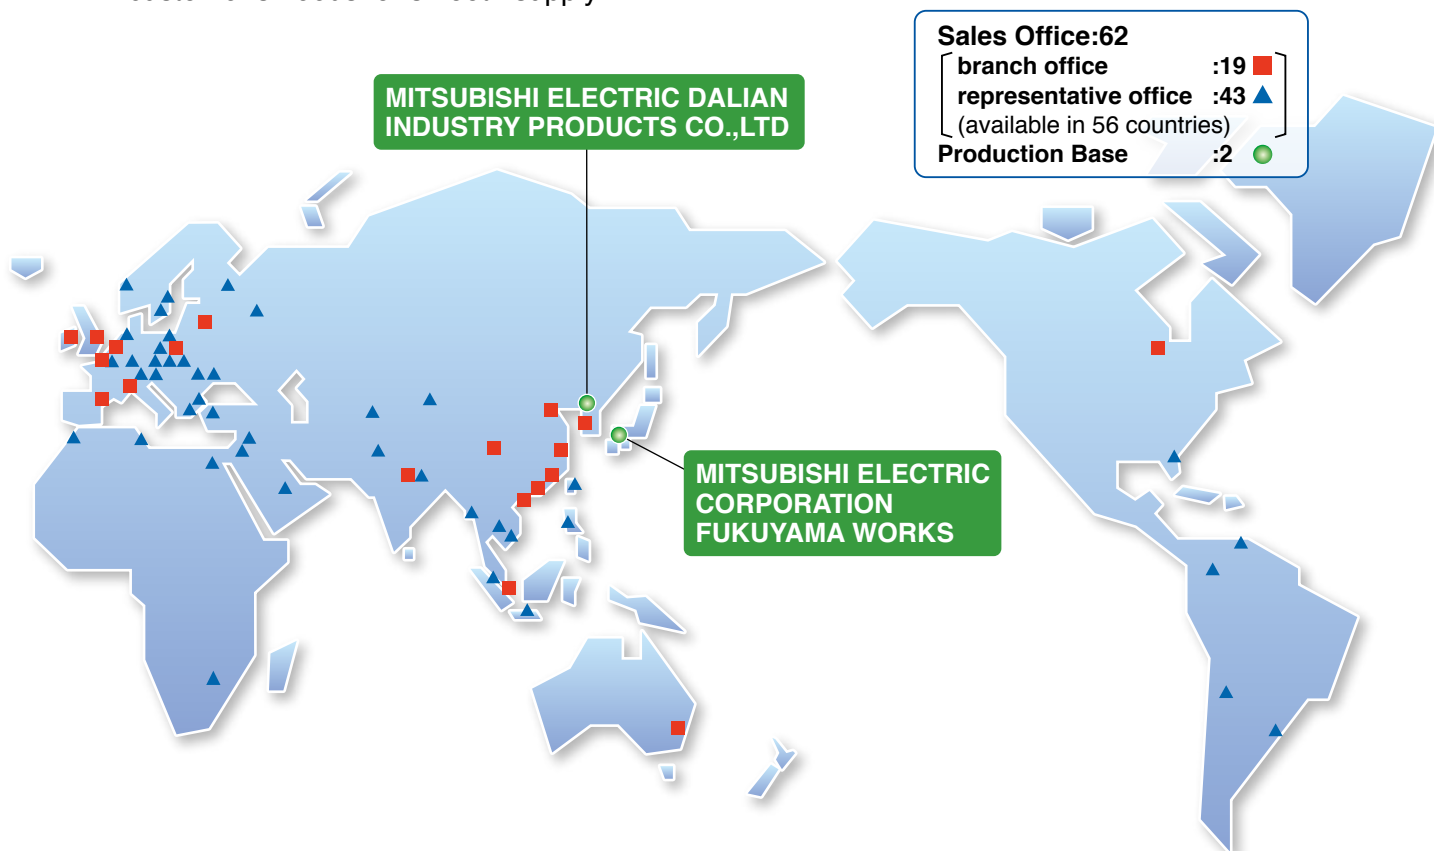 Sales Office:62
branch office :19
representative office :43
(available in 56 countries)
Production Base :2
MITSUBISHI ELECTRIC DALIAN
INDUSTRY PRODUCTS CO.,LTD
MITSUBISHI ELECTRIC
CORPORATION
FUKUYAMA WORKS